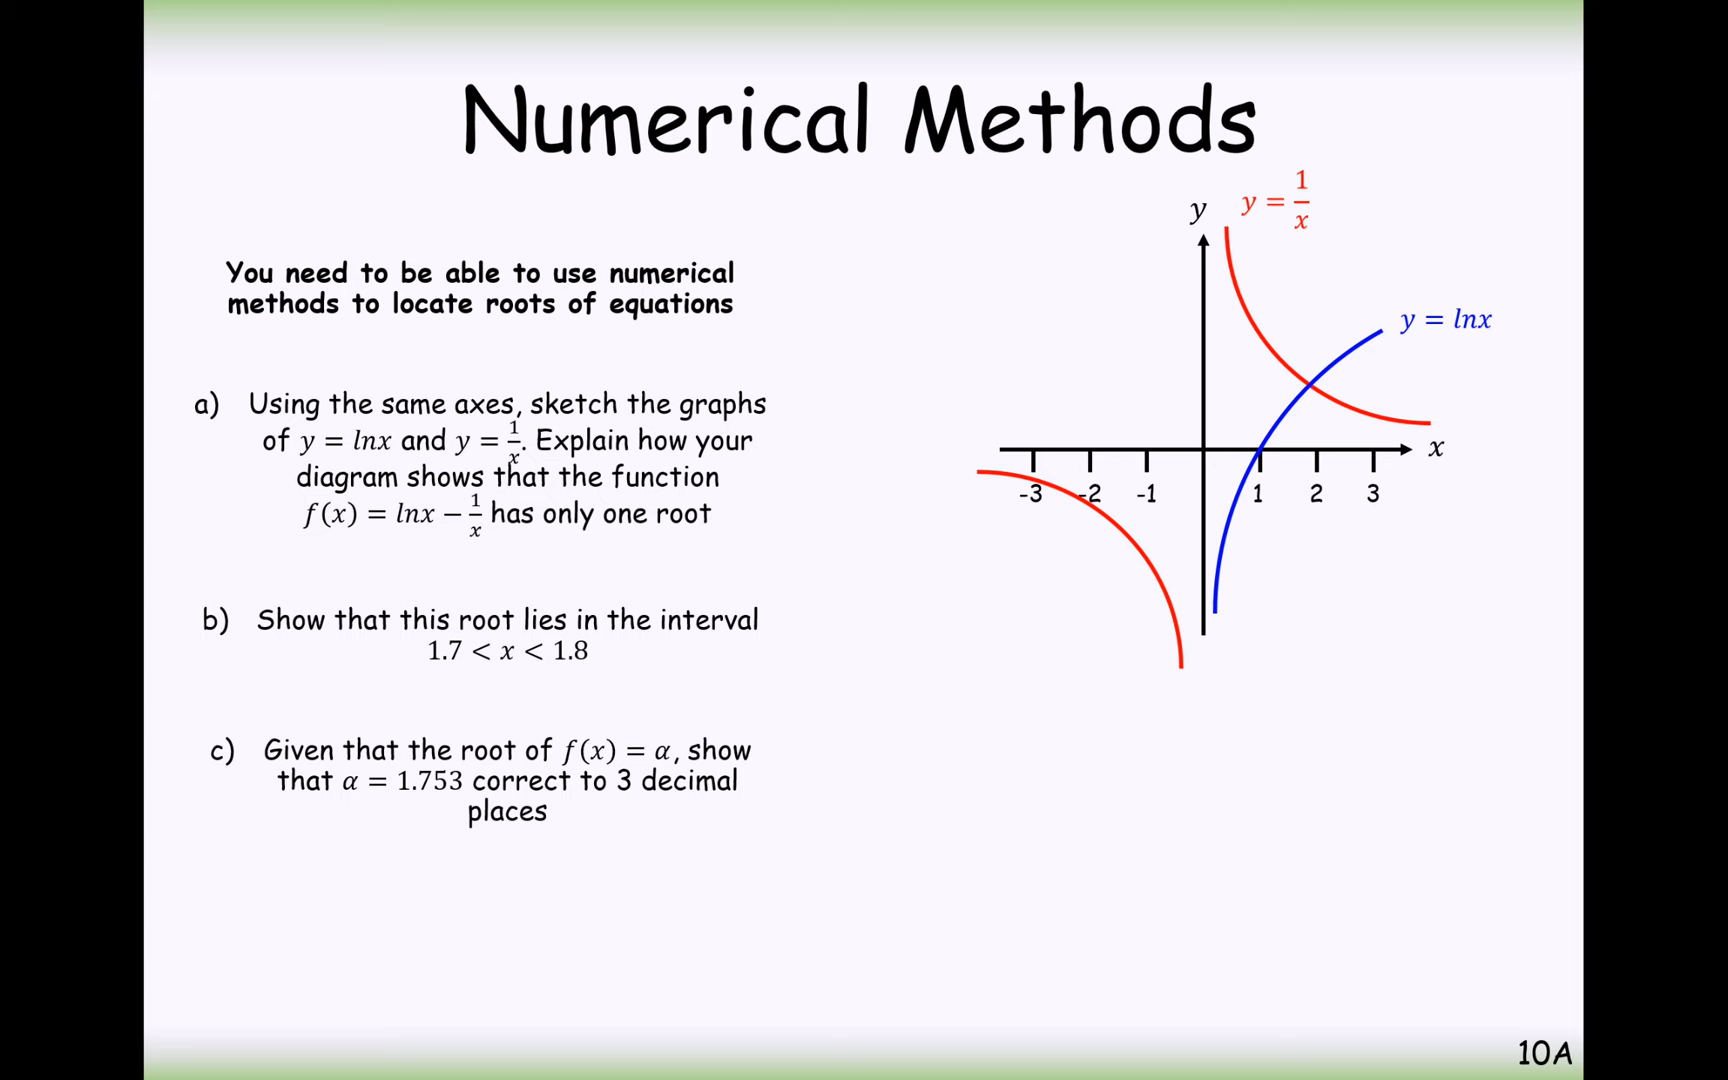 Numerical Methods
You need to be able to use numerical
methods to locate roots of equations
a) Using the same axes, sketch the graphs
of y = lnx and y = 1/x. Explain how your
diagram shows that the function
f(x) = lnx − 1/x has only one root
b) Show that this root lies in the interval
1.7 < x < 1.8
c) Given that the root of f(x) = α, show
that α = 1.753 correct to 3 decimal
places
y
y = 1/x
y = lnx
x
-3 -2 -1 1 2 3
10A